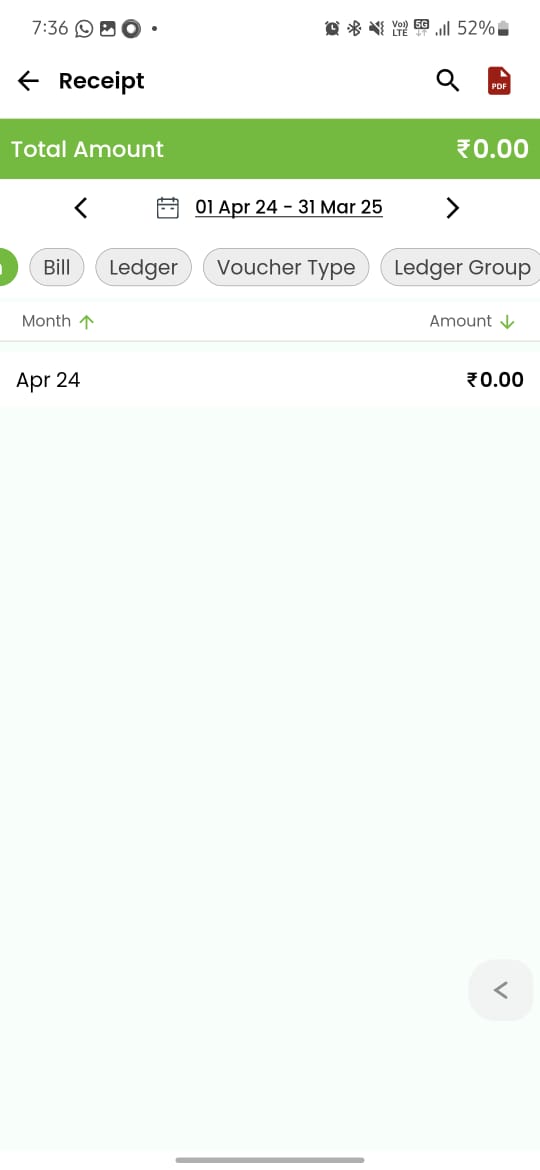 7:36 Vo)) LTE 5G 52%
Receipt PDF
Total Amount ₹0.00
01 Apr 24 - 31 Mar 25
Bill Ledger Voucher Type Ledger Group
Month Amount
Apr 24 ₹0.00